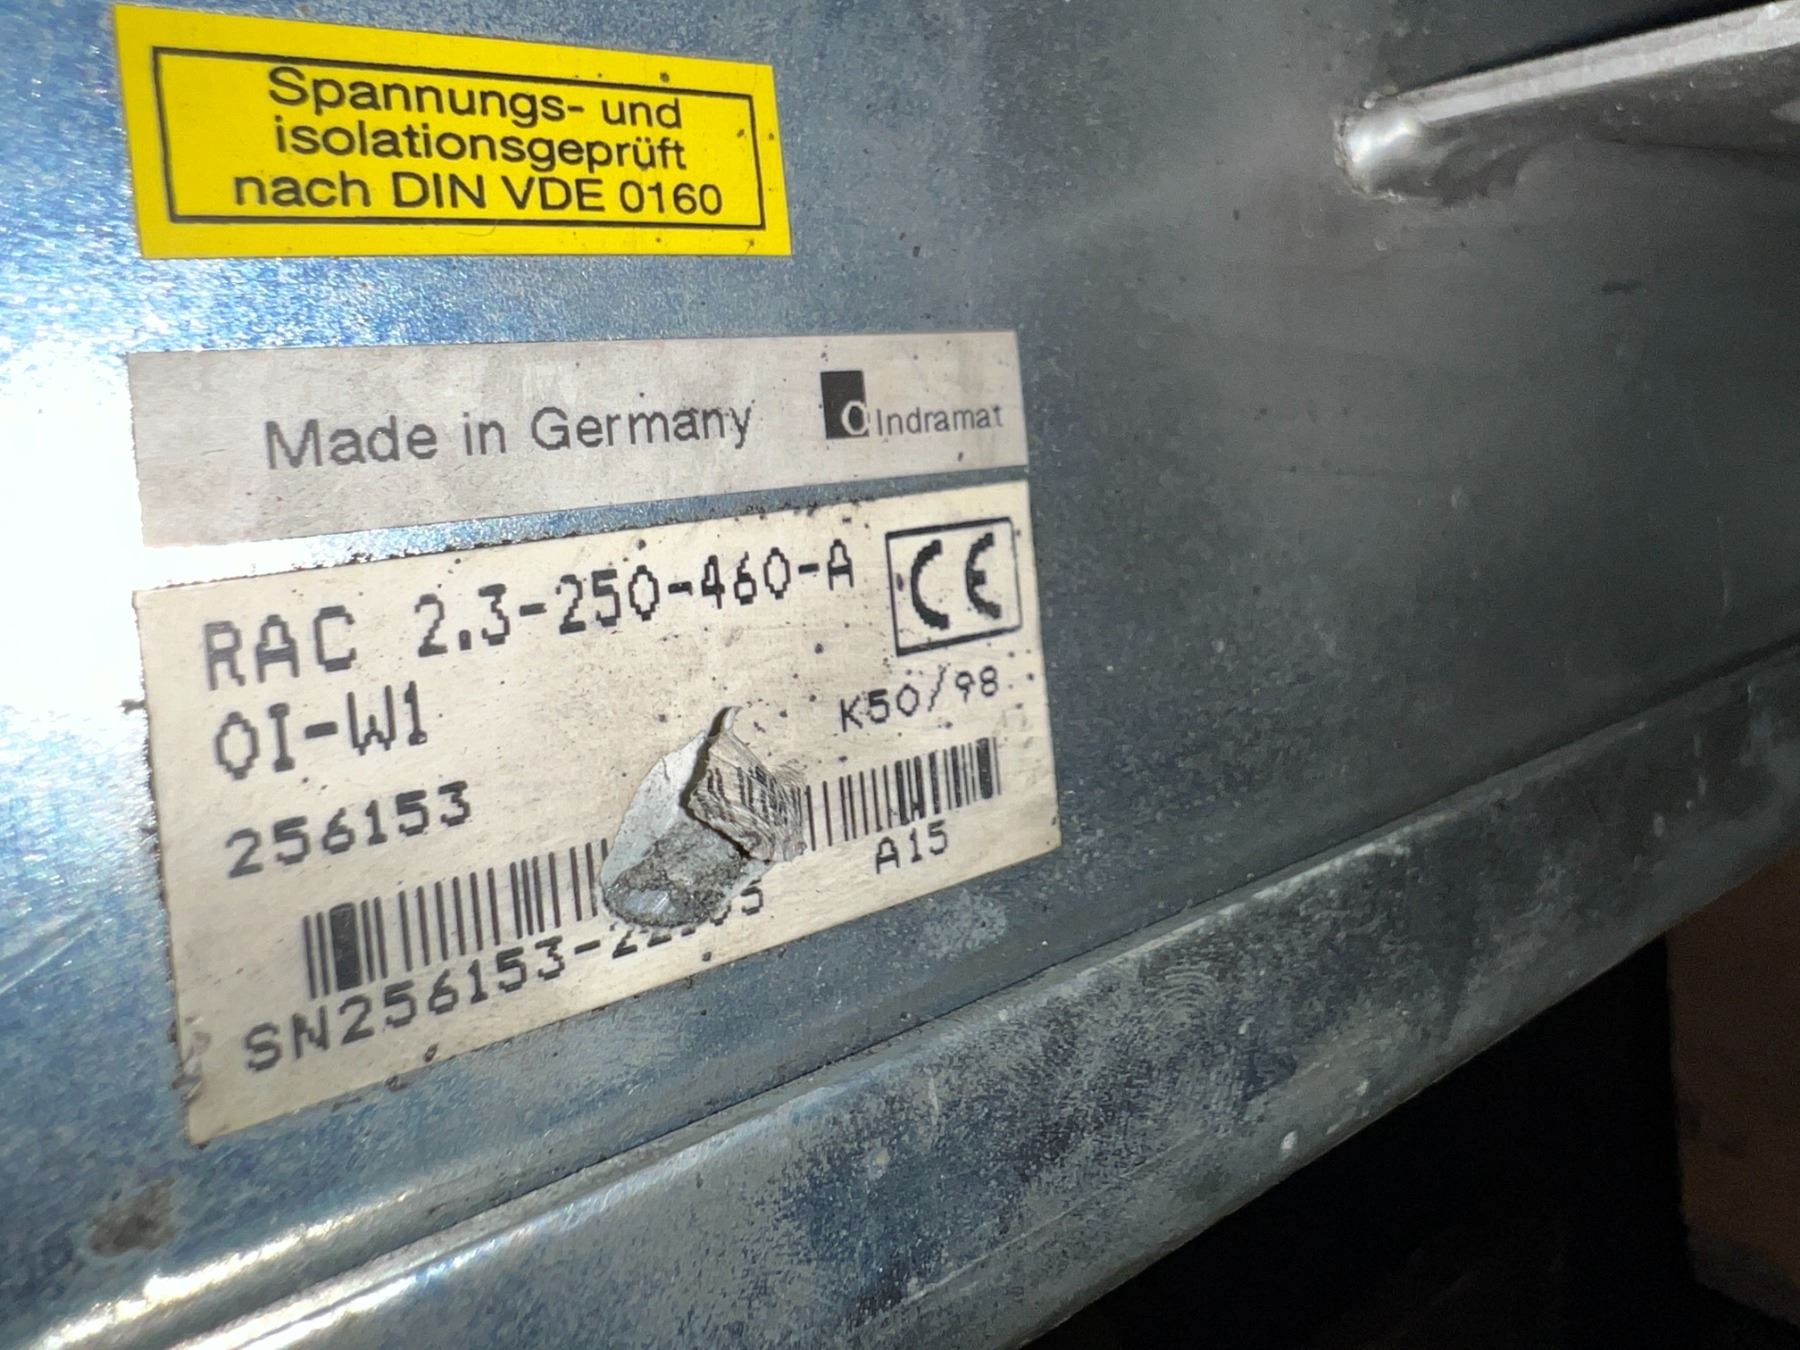 Spannungs- und
isolationsgeprüft
nach DIN VDE 0160
Made in Germany
Indramat
RAC 2.3-250-460-A
CE
0I-W1
K50/98
256153
A15